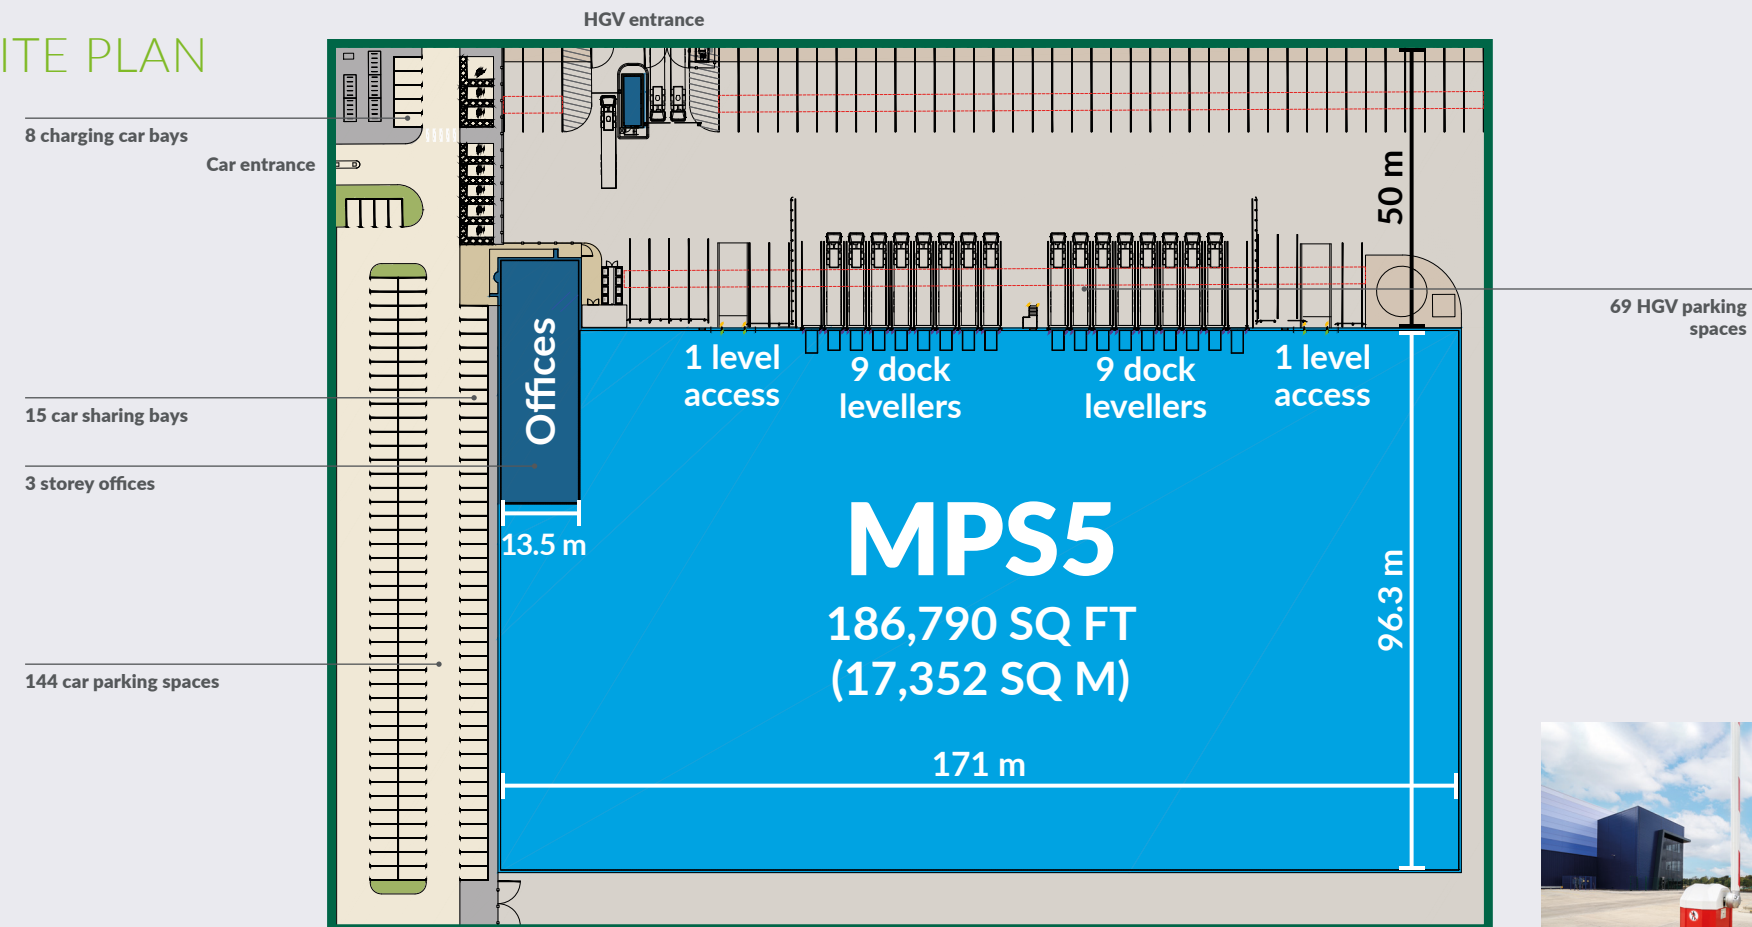 HGV entrance
ITE PLAN
8 charging car bays
Car entrance
50 m
69 HGV parking
spaces
Offices
1 level
access
9 dock
levellers
9 dock
levellers
1 level
access
15 car sharing bays
3 storey offices
13.5 m
MPS5
186,790 SQ FT
(17,352 SQ M)
96.3 m
144 car parking spaces
171 m